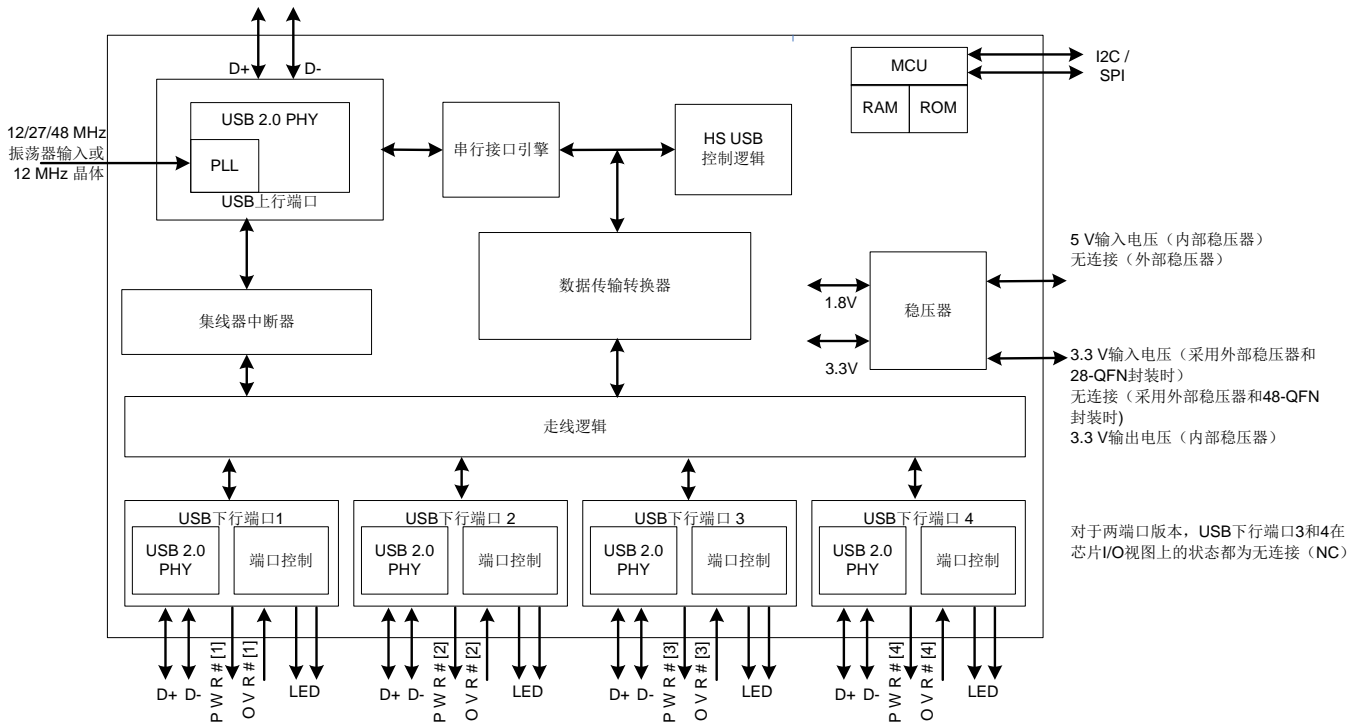 D+
D-
MCU
RAM
ROM
I2C /
SPI
12/27/48 MHz
振荡器输入或
12 MHz 晶体
USB 2.0 PHY
PLL
USB上行端口
串行接口引擎
HS USB
控制逻辑
集线器中断器
数据传输转换器
1.8V
3.3V
稳压器
5 V输入电压（内部稳压器）
无连接（外部稳压器）
3.3 V输入电压（采用外部稳压器和
28-QFN封装时）
无连接（采用外部稳压器和48-QFN
封装时)
3.3 V输出电压（内部稳压器）
走线逻辑
USB下行端口1
USB 2.0
PHY
端口控制
USB下行端口 2
USB 2.0
PHY
端口控制
USB下行端口 3
USB 2.0
PHY
端口控制
USB下行端口 4
USB 2.0
PHY
端口控制
对于两端口版本，USB下行端口3和4在
芯片I/O视图上的状态都为无连接（NC）
D+
D-
P W R # [1]
O V R # [1]
LED
D+
D-
P W R # [2]
O V R # [2]
LED
D+
D-
P W R # [3]
O V R # [3]
LED
D+
D-
P W R # [4]
O V R # [4]
LED